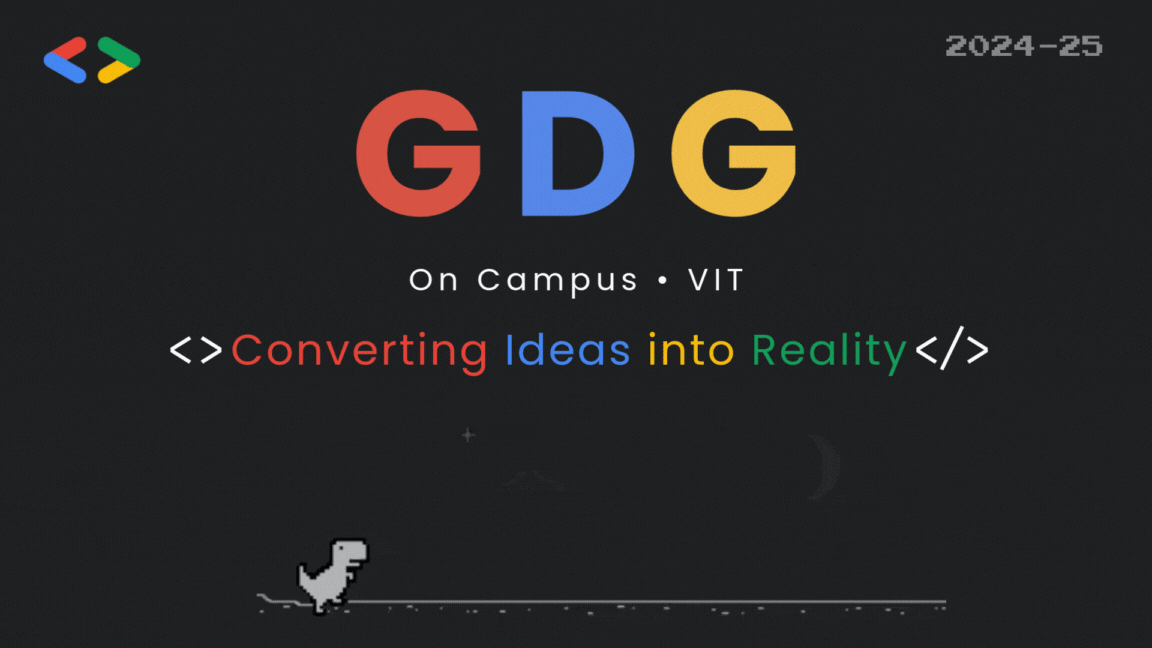 2024-25
GDG
On Campus • VIT
<>Converting Ideas into Reality</>